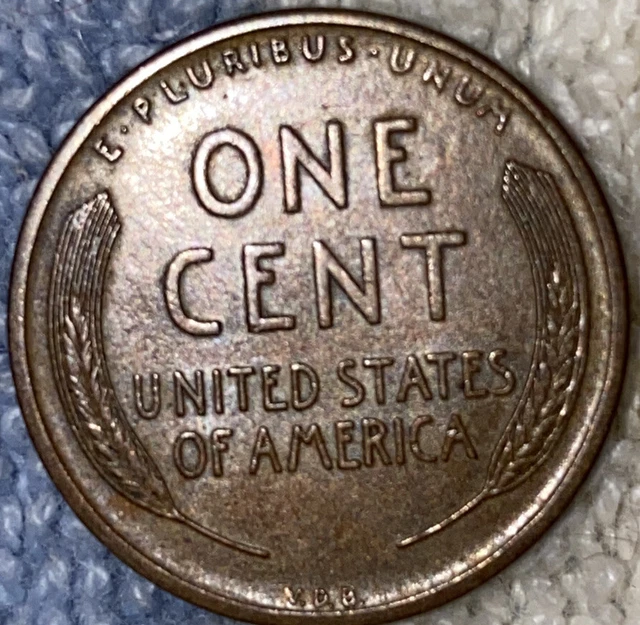 E·PLURIBUS·UNUM
ONE
CENT
UNITED STATES
OF AMERICA
V.D.B.